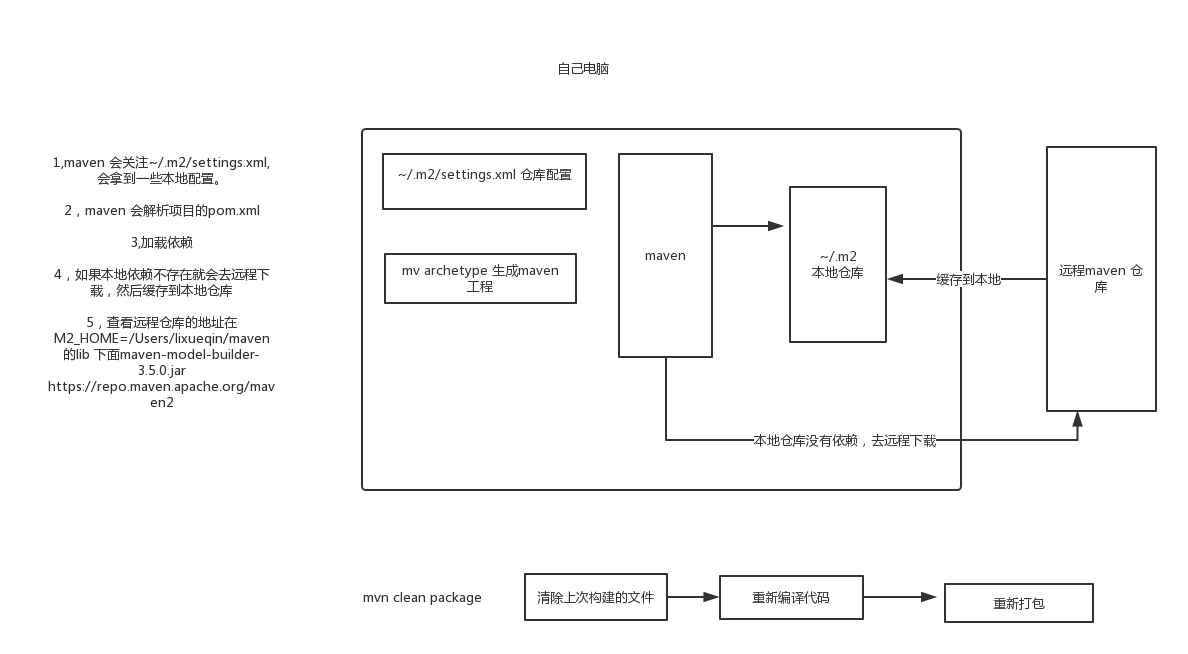 自己电脑
1,maven 会关注~/.m2/settings.xml,
会拿到一些本地配置。
2，maven 会解析项目的pom.xml
3,加载依赖
4，如果本地依赖不存在就会去远程下
载，然后缓存到本地仓库
5，查看远程仓库的地址在
M2_HOME=/Users/lixueqin/maven
的lib 下面maven-model-builder-
3.5.0.jar
https://repo.maven.apache.org/mav
en2
~/.m2/settings.xml 仓库配置
mv archetype 生成maven
工程
maven
~/.m2
本地仓库
缓存到本地
远程maven 仓
库
本地仓库没有依赖，去远程下载
mvn clean package
清除上次构建的文件
重新编译代码
重新打包